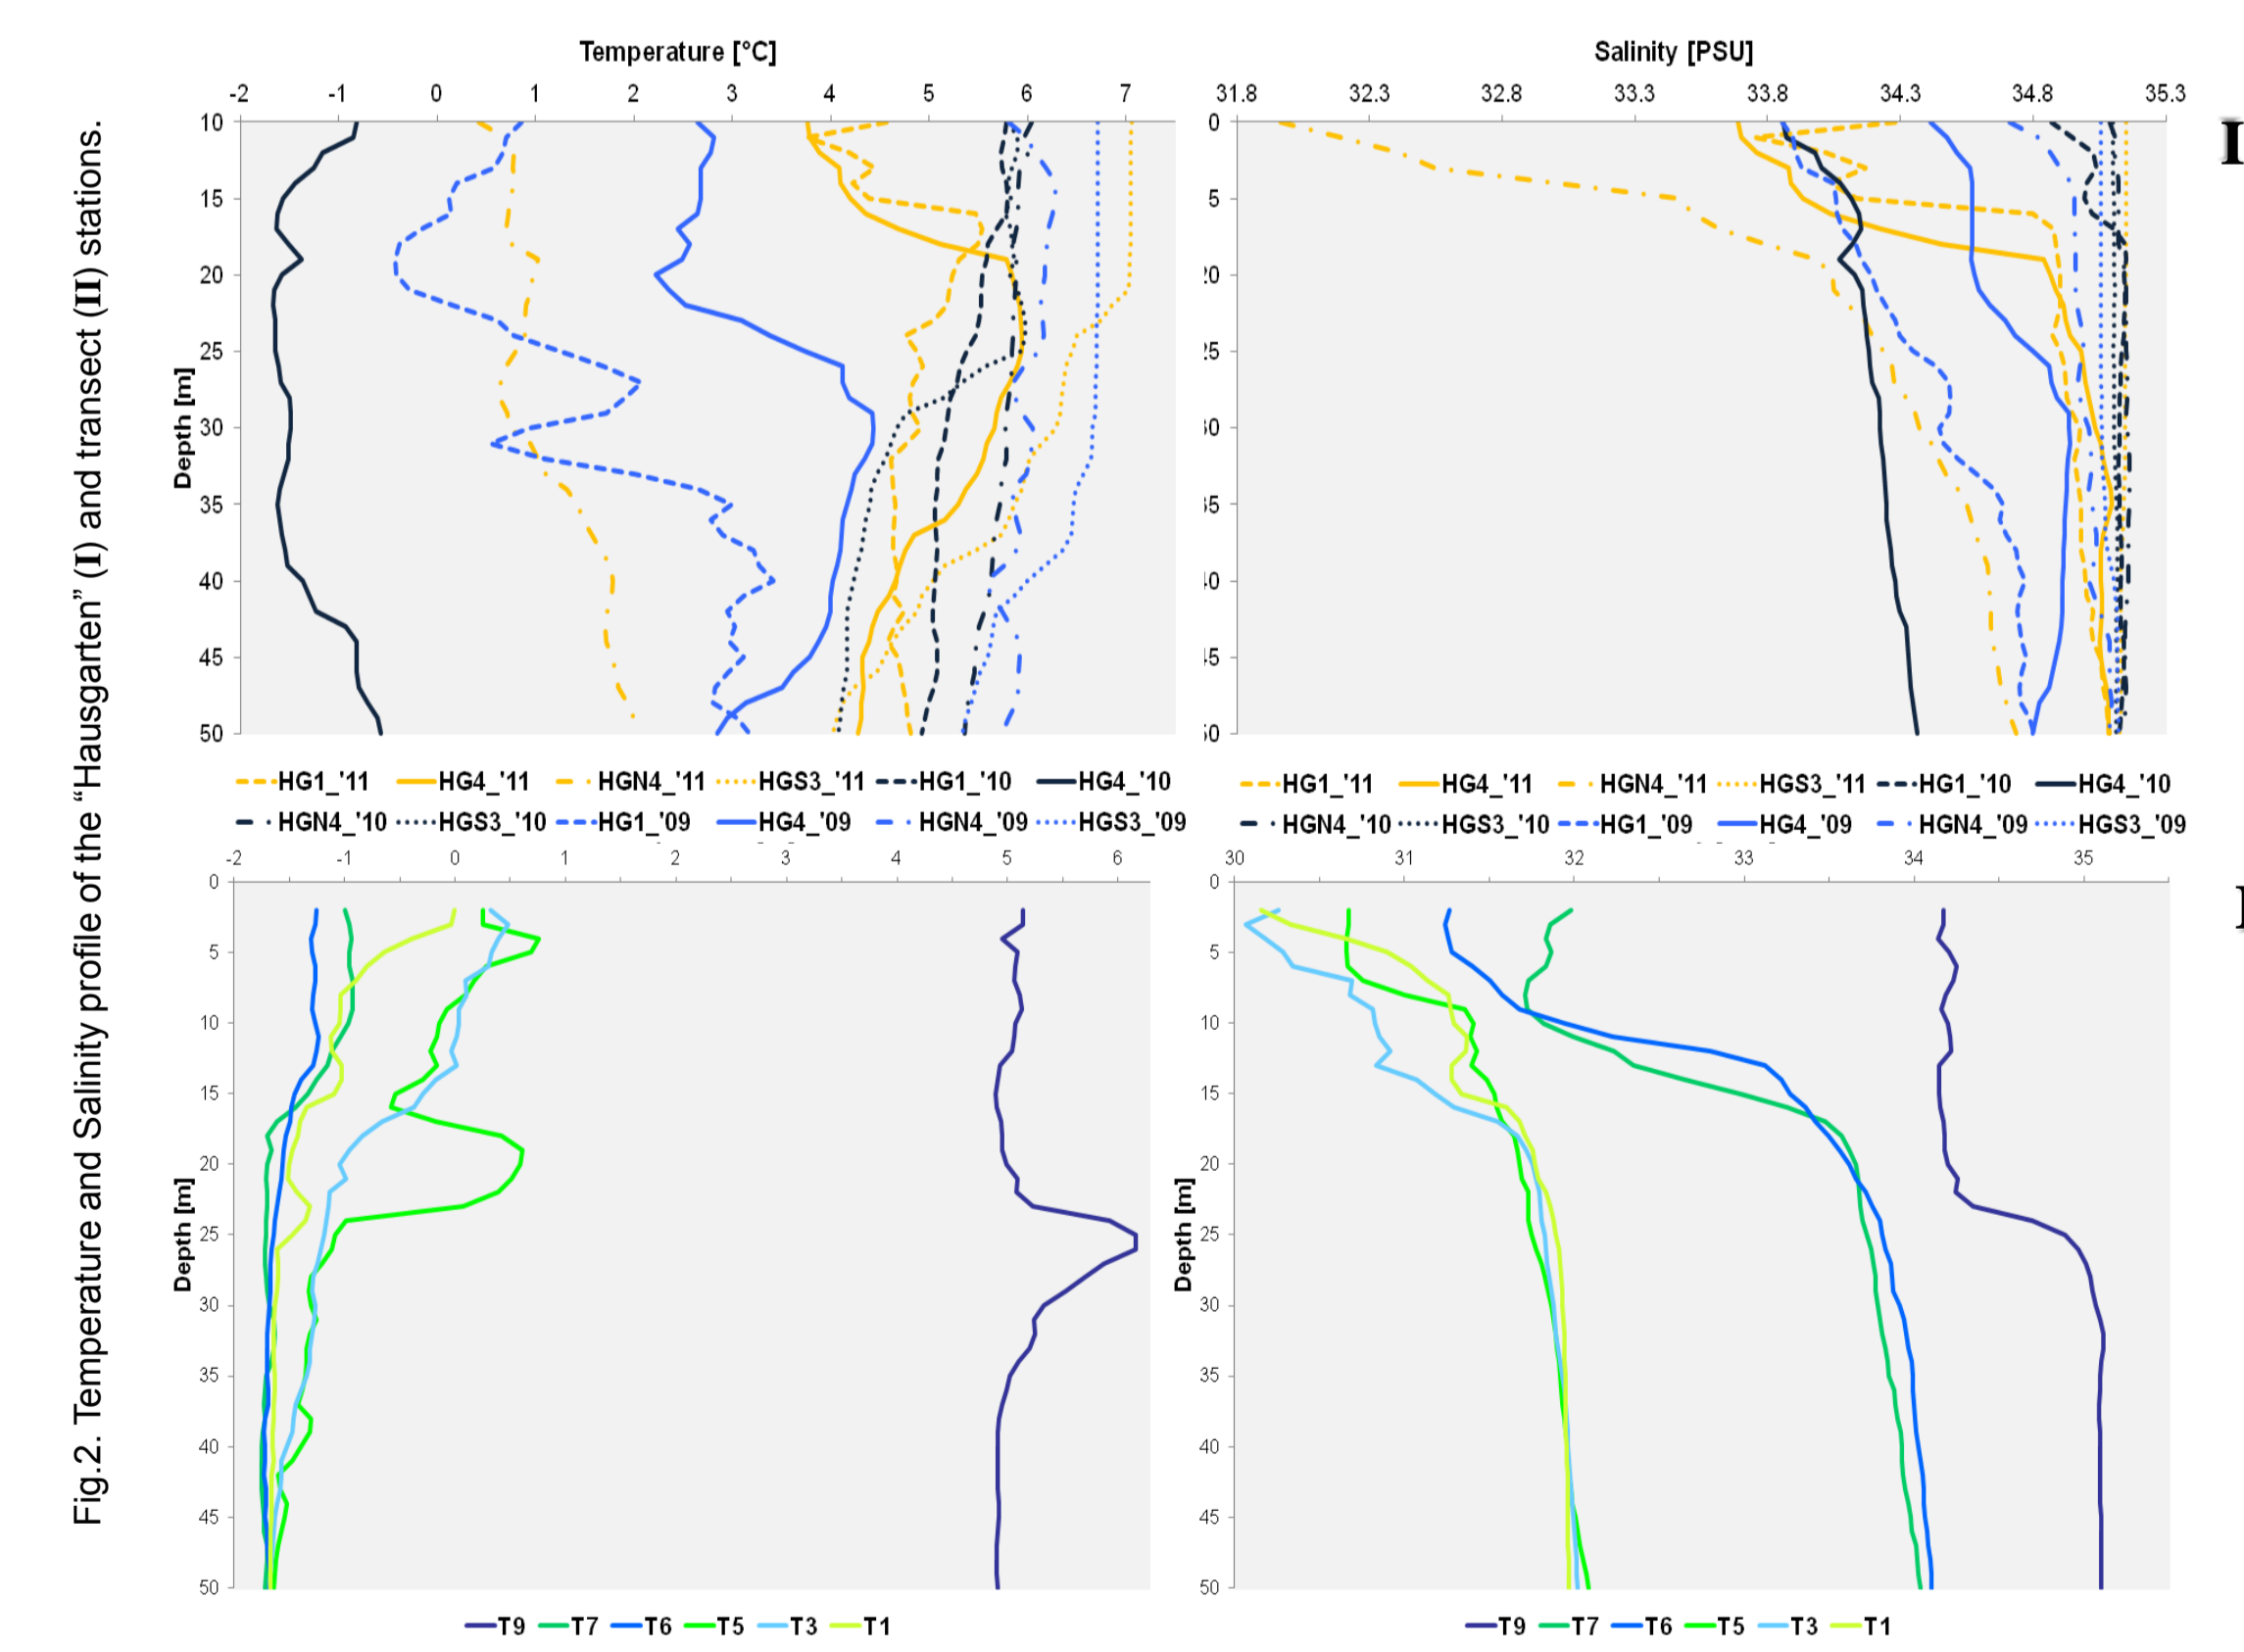 Fig.2. Temperature and Salinity profile of the “Hausgarten” (I) and transect (II) stations.
Temperature [°C]
-2 -1 0 1 2 3 4 5 6 7
10
15
20
25
30
35
40
45
50
Depth [m]
HG1_'11 HG4_'11 HGN4_'11 HGS3_'11 HG1_'10 HG4_'10
HGN4_'10 HGS3_'10 HG1_'09 HG4_'09 HGN4_'09 HGS3_'09
Salinity [PSU]
31.8 32.3 32.8 33.3 33.8 34.3 34.8 35.3
0
5
0
5
0
5
0
5
0
HG1_'11 HG4_'11 HGN4_'11 HGS3_'11 HG1_'10 HG4_'10
HGN4_'10 HGS3_'10 HG1_'09 HG4_'09 HGN4_'09 HGS3_'09
I
-2 -1 0 1 2 3 4 5 6
0
5
10
15
20
25
30
35
40
45
50
Depth [m]
T9 T7 T6 T5 T3 T1
30 31 32 33 34 35
0
5
10
15
20
25
30
35
40
45
50
Depth [m]
T9 T7 T6 T5 T3 T1